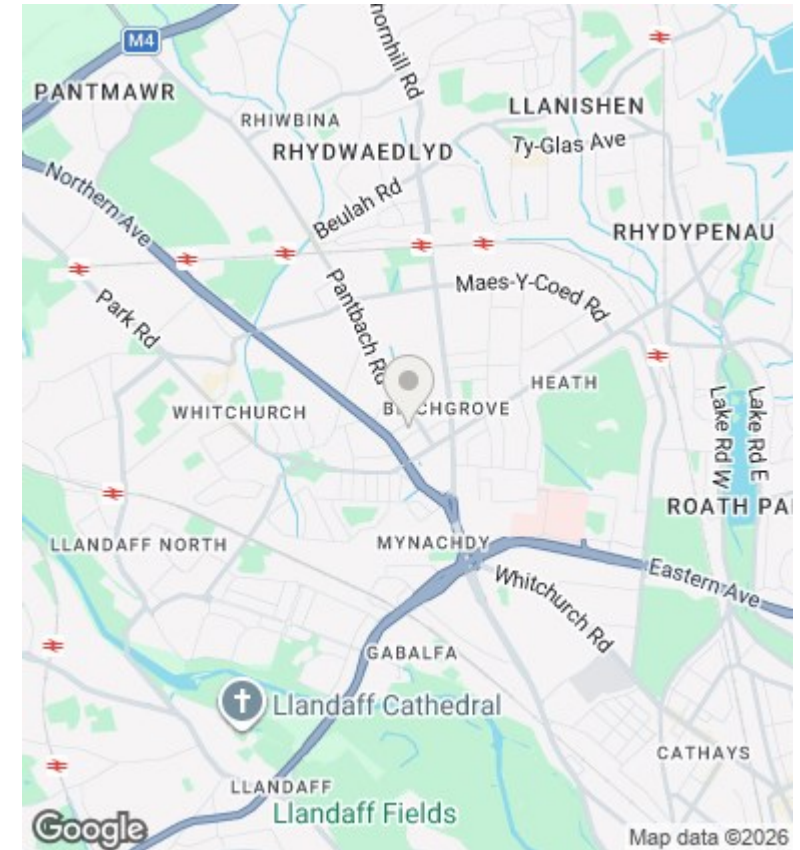 M4
PANTMAWR
RHIWBINA
RHYDWAEDLYD
Beulah Rd
hornhill Rd
LLANISHEN
Ty-Glas Ave
RHYDYPENAU
Northern Ave
Park Rd
Pantbach Rd
Maes-Y-Coed Rd
HEATH
WHITCHURCH
Lake Rd W
Lake Rd E
ROATH PA
LLANDAFF NORTH
MYNACHDY
Eastern Ave
Whitchurch Rd
GABALFA
Llandaff Cathedral
CATHAYS
LLANDAFF
Llandaff Fields
Google
Map data ©2026